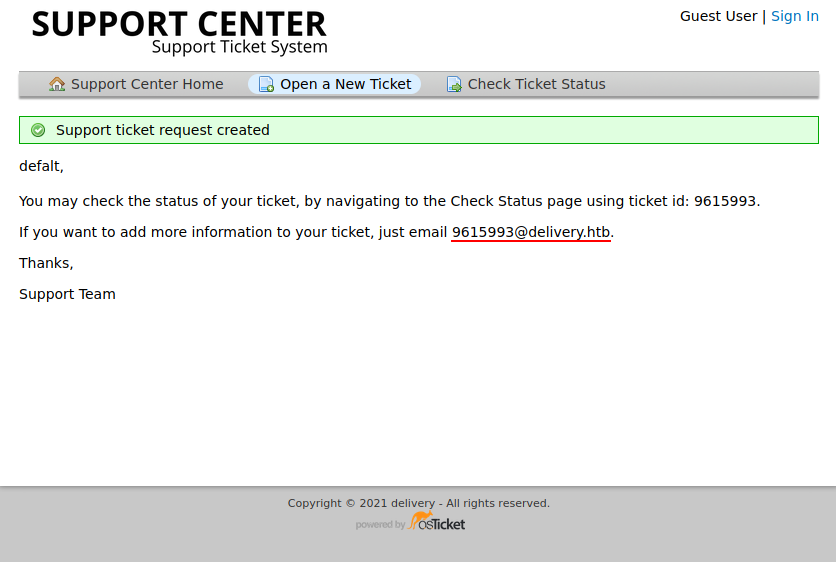 SUPPORT CENTER
Support Ticket System
Guest User | Sign In
Support Center Home
Open a New Ticket
Check Ticket Status
Support ticket request created
defalt,
You may check the status of your ticket, by navigating to the Check Status page using ticket id: 9615993.
If you want to add more information to your ticket, just email 9615993@delivery.htb.
Thanks,
Support Team
Copyright © 2021 delivery - All rights reserved.
powered by osTicket